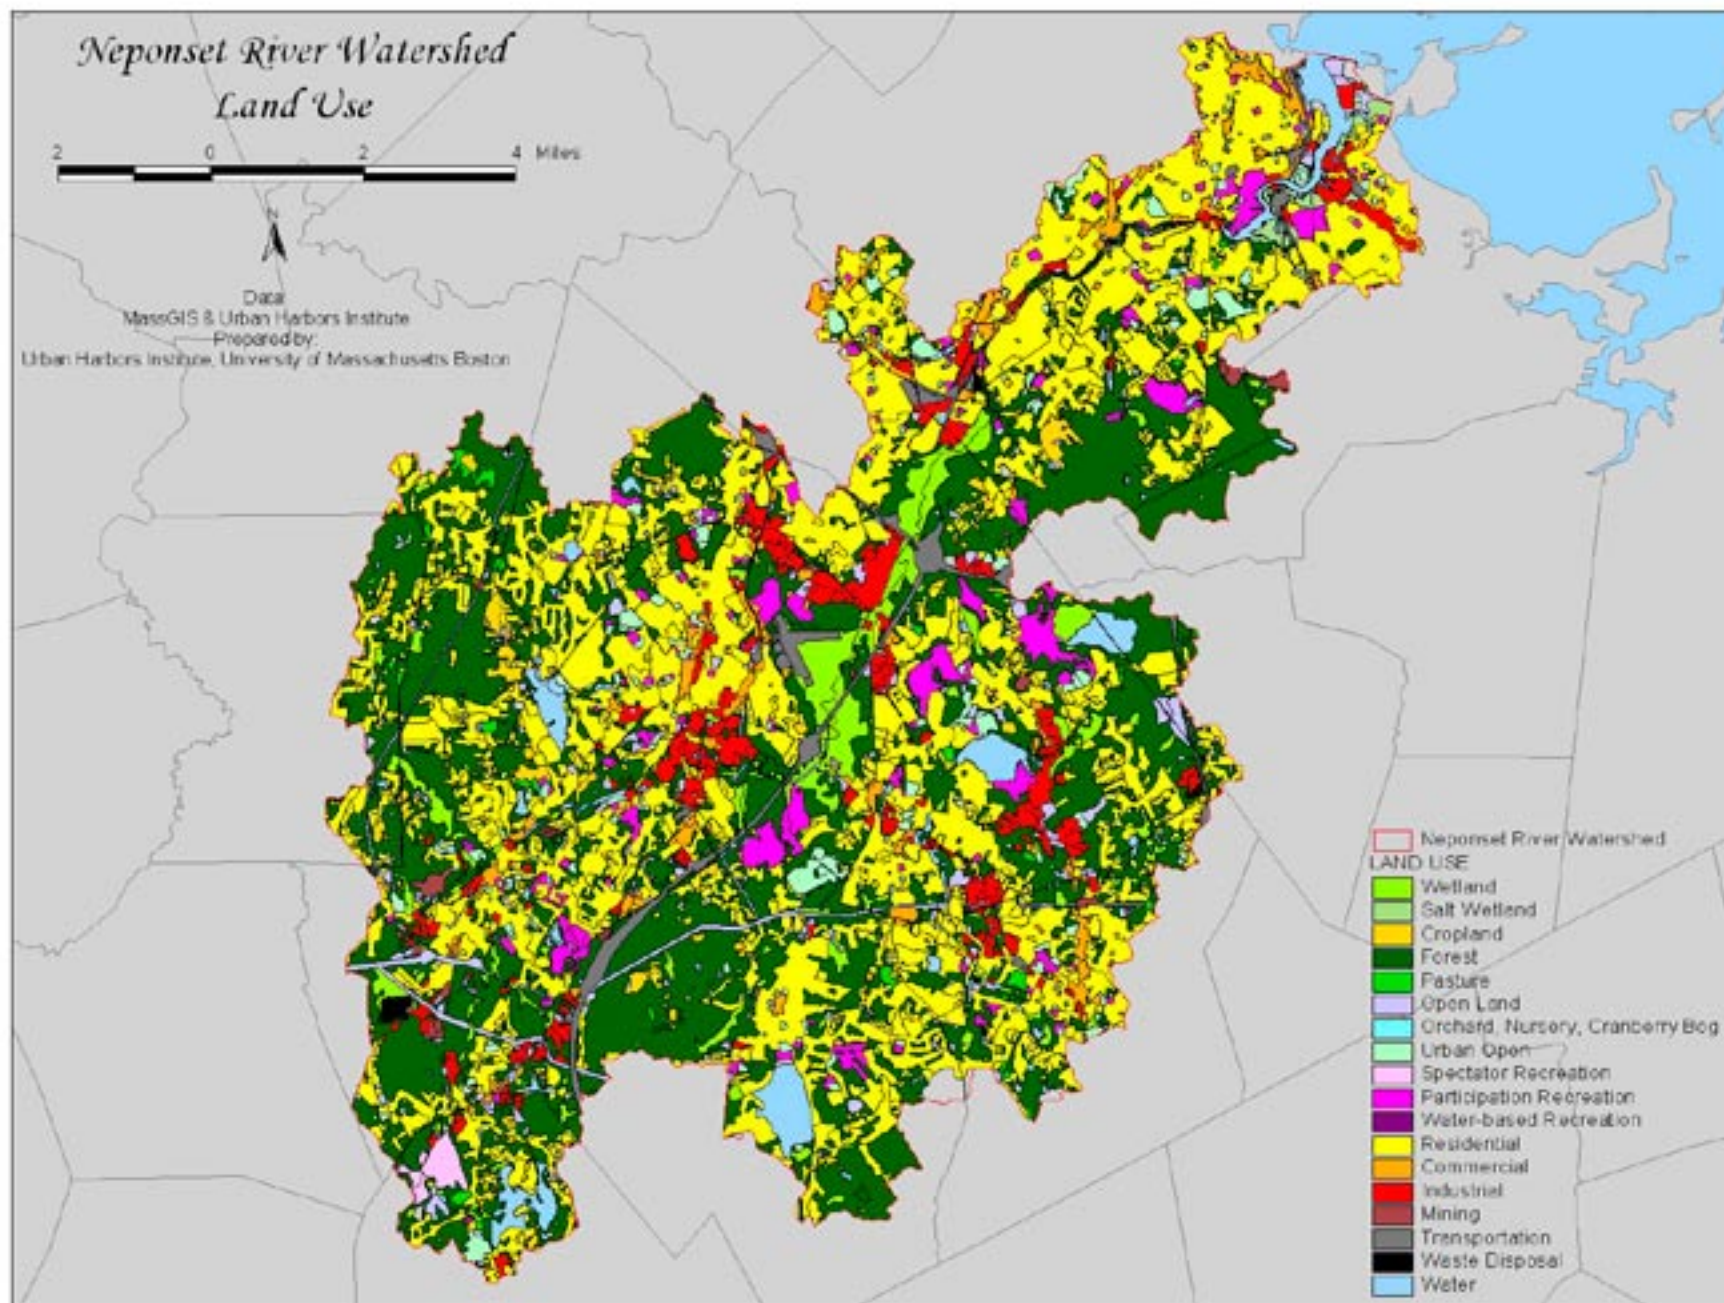 Neponset River Watershed
Land Use
2 0 2 4 Miles
N
Data:
MassGIS & Urban Harbors Institute
Prepared by:
Urban Harbors Institute, University of Massachusetts Boston
Neponset River Watershed
LAND USE
Wetland
Salt Wetland
Cropland
Forest
Pasture
Open Land
Orchard, Nursery, Cranberry Bog
Urban Open
Spectator Recreation
Participation Recreation
Water-based Recreation
Residential
Commercial
Industrial
Mining
Transportation
Waste Disposal
Water